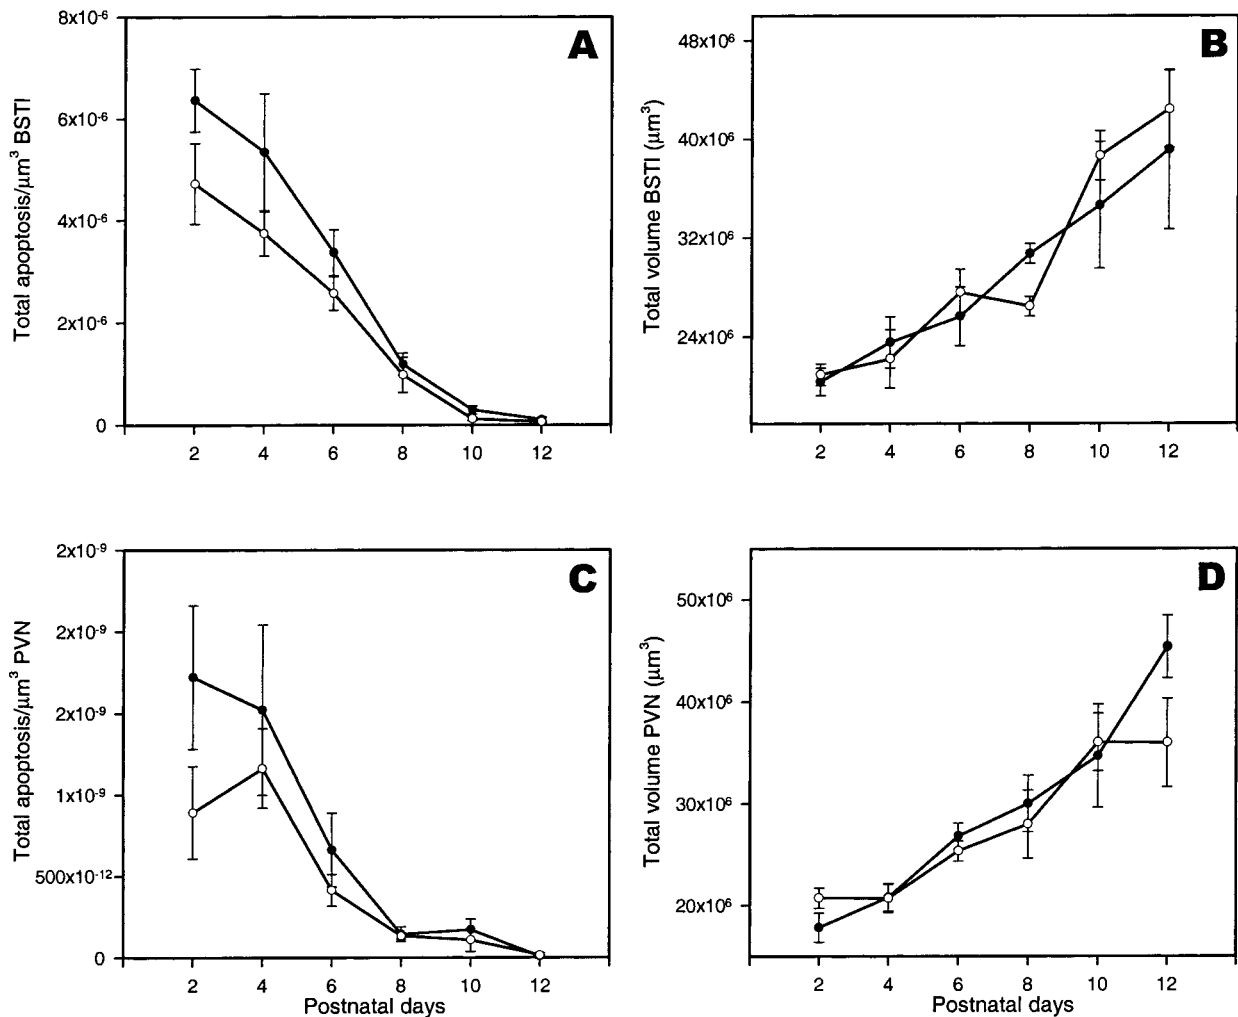 A
Total apoptosis/μm³ BSTI
8x10⁻⁶
6x10⁻⁶
4x10⁻⁶
2x10⁻⁶
0
2 4 6 8 10 12
B
Total volume BSTI (μm³)
48x10⁶
40x10⁶
32x10⁶
24x10⁶
2 4 6 8 10 12
C
Total apoptosis/μm³ PVN
2x10⁻⁹
2x10⁻⁹
2x10⁻⁹
1x10⁻⁹
500x10⁻¹²
0
2 4 6 8 10 12
Postnatal days
D
Total volume PVN (μm³)
50x10⁶
40x10⁶
30x10⁶
20x10⁶
2 4 6 8 10 12
Postnatal days